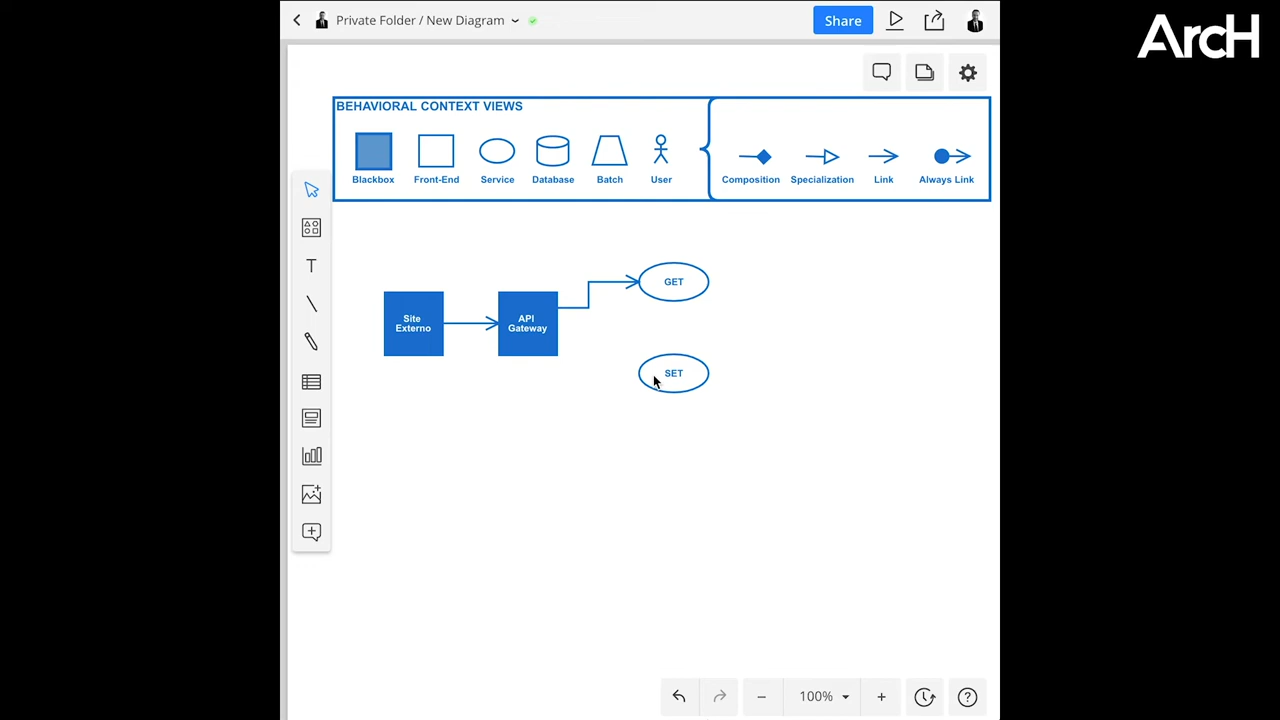 Private Folder / New Diagram
Share
ArcH
BEHAVIORAL CONTEXT VIEWS
Blackbox
Front-End
Service
Database
Batch
User
Composition
Specialization
Link
Always Link
T
GET
Site
Externo
API
Gateway
SET
100%